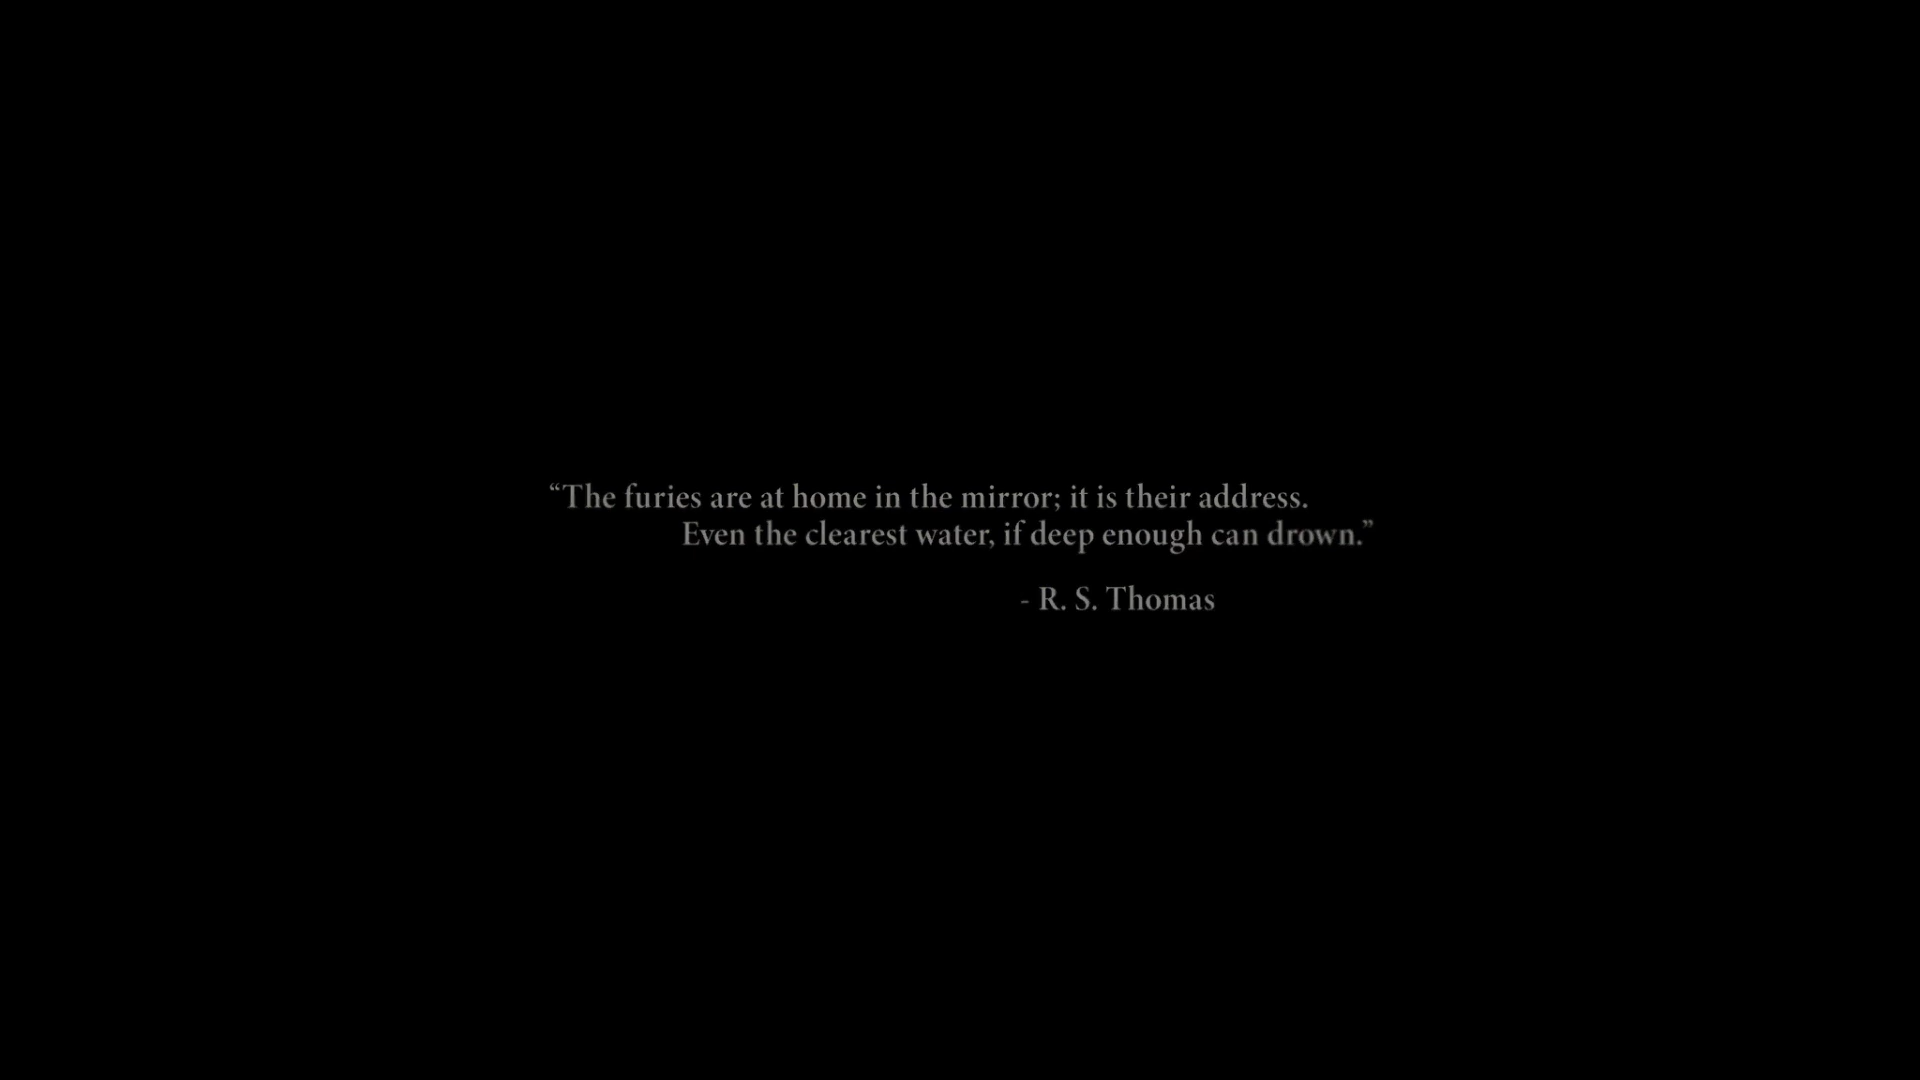 “The furies are at home in the mirror; it is their address.
Even the clearest water, if deep enough can drown.”
- R. S. Thomas